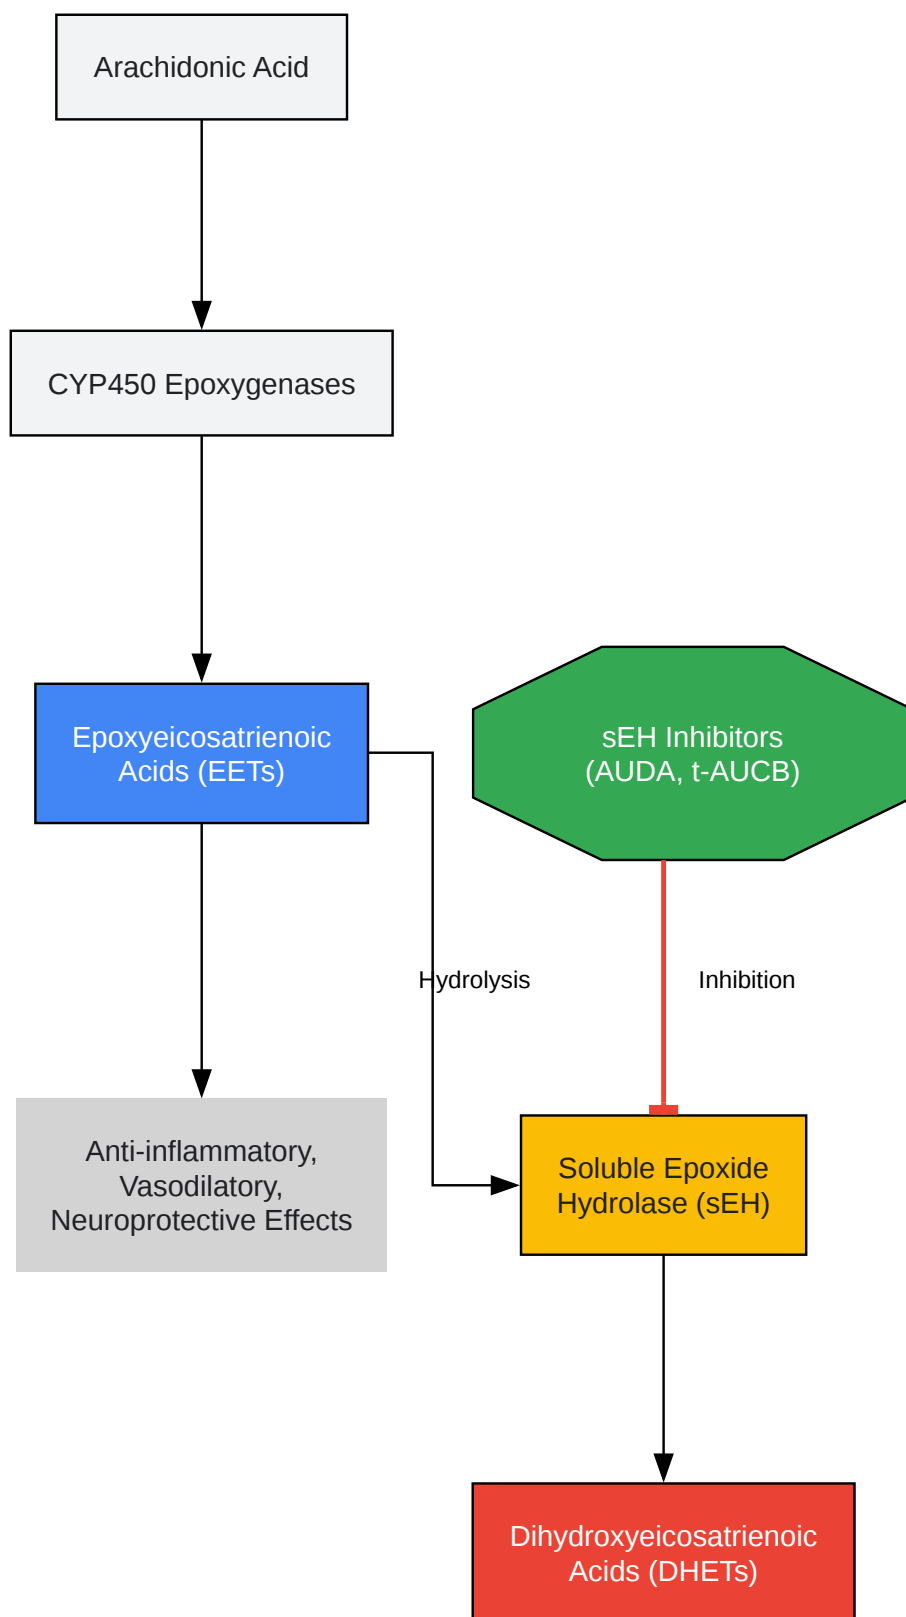 Arachidonic Acid
CYP450 Epoxygenases
Epoxyeicosatrienoic
Acids (EETs)
sEH Inhibitors
(AUDA, t-AUCB)
Hydrolysis
Inhibition
Anti-inflammatory,
Vasodilatory,
Neuroprotective Effects
Soluble Epoxide
Hydrolase (sEH)
Dihydroxyeicosatrienoic
Acids (DHETs)